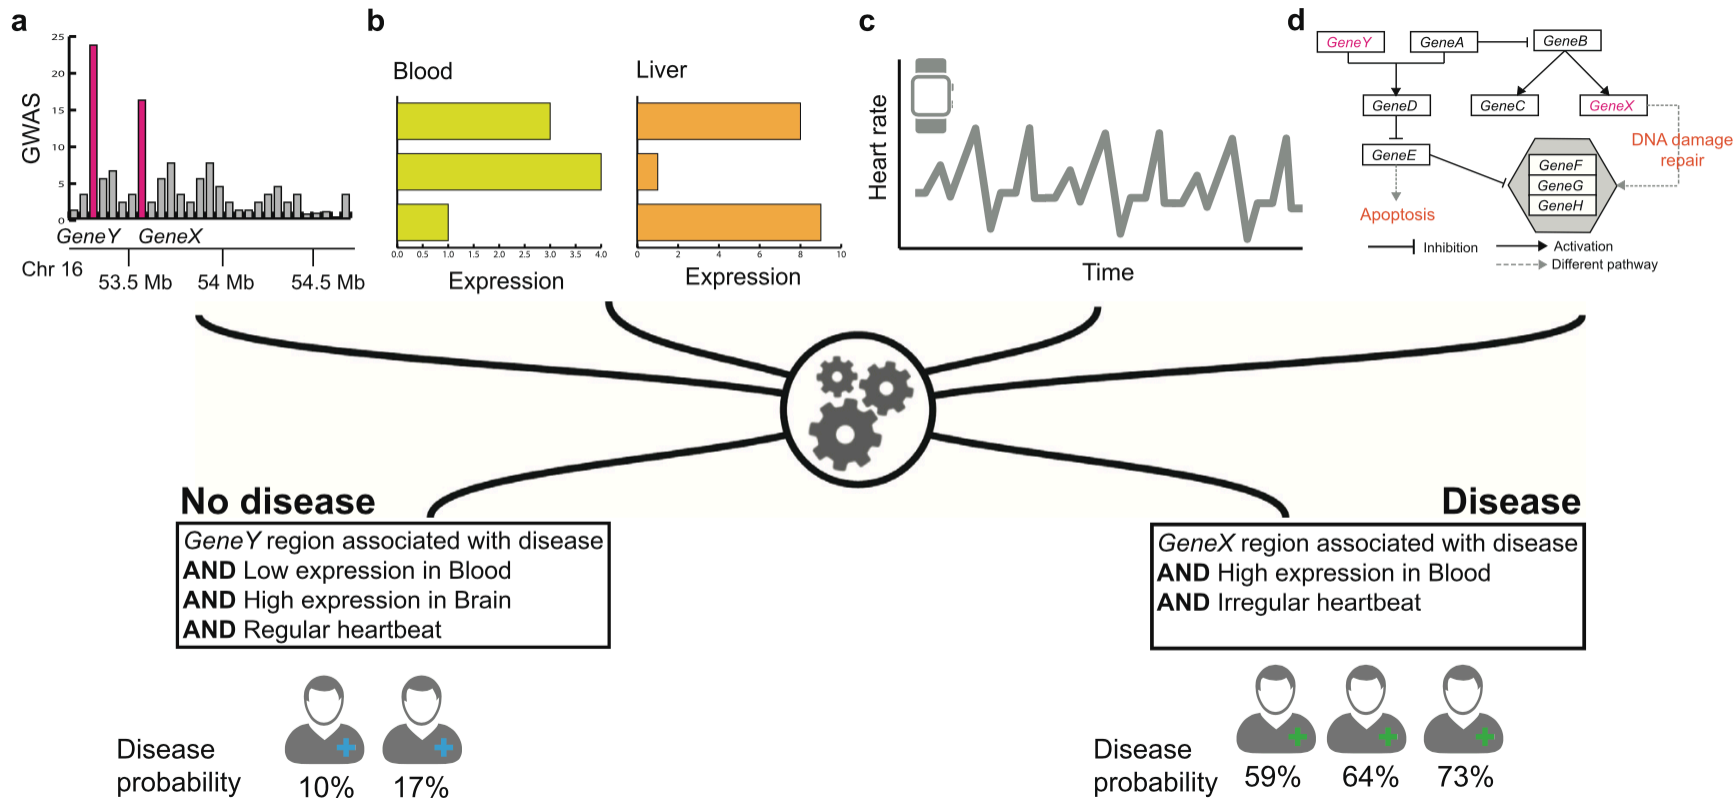 a
25
20
15
10
5
0
GWAS
GeneY GeneX
Chr 16
53.5 Mb 54 Mb 54.5 Mb
b
Blood
0.0 0.5 1.0 1.5 2.0 2.5 3.0 3.5 4.0
Expression
Liver
0 2 4 6 8 10
Expression
c
Heart rate
Time
d
GeneY GeneA GeneB
GeneD GeneC GeneX
DNA damage
repair
GeneE
GeneF
GeneG
GeneH
Apoptosis
Inhibition Activation
Different pathway
No disease
GeneY region associated with disease
AND Low expression in Blood
AND High expression in Brain
AND Regular heartbeat
Disease
probability
10% 17%
Disease
GeneX region associated with disease
AND High expression in Blood
AND Irregular heartbeat
Disease
probability
59% 64% 73%